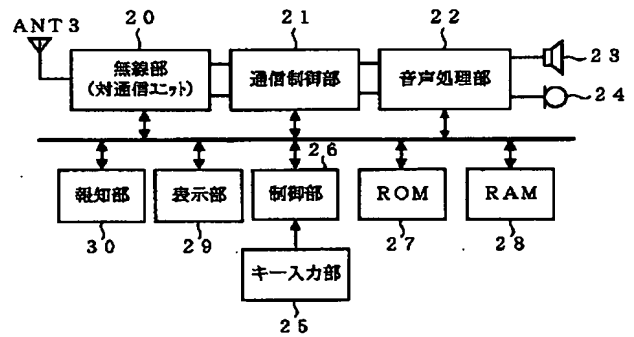 ANT3
20
21
22
無線部
(対通信ユニット)
通信制御部
音声処理部
23
24
26
報知部
表示部
制御部
ROM
RAM
30
29
27
28
キー入力部
25